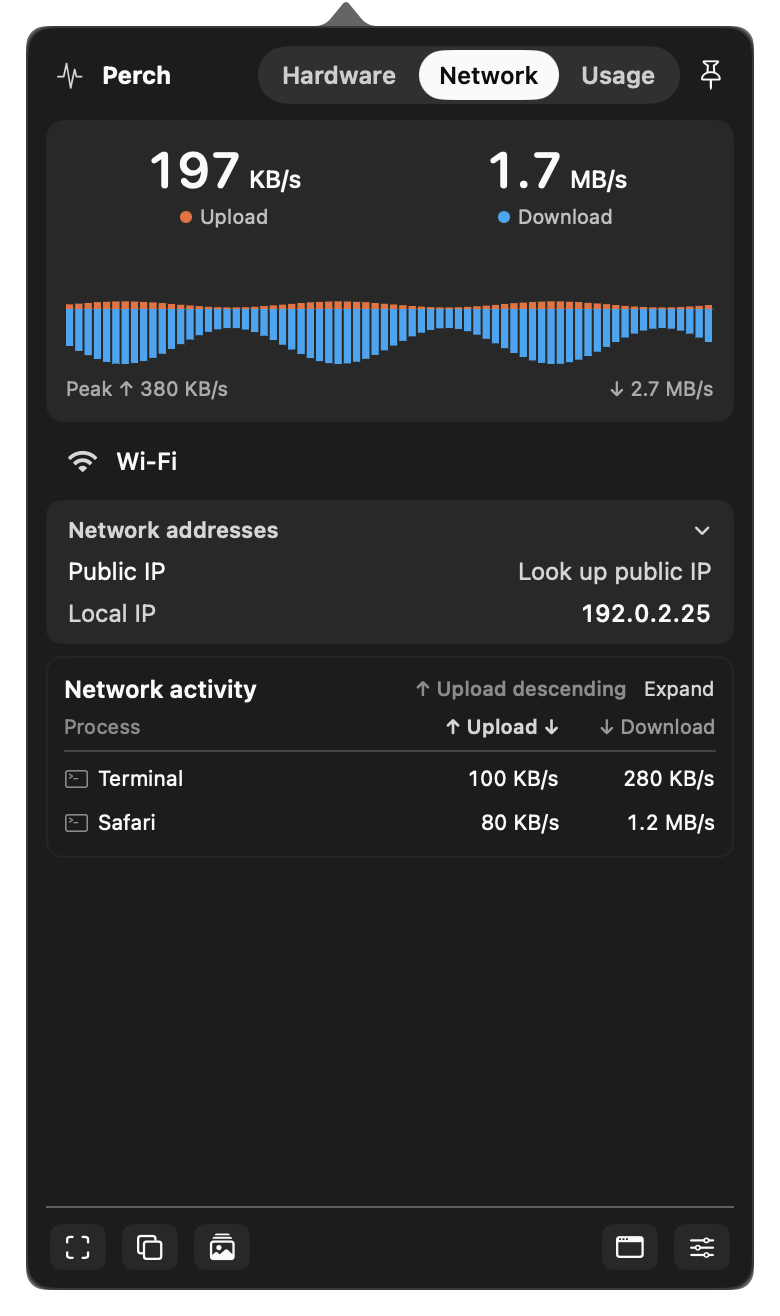 Perch Hardware Network Usage
197 KB/s 1.7 MB/s
Upload Download
Peak ↑ 380 KB/s ↓ 2.7 MB/s
Wi-Fi
Network addresses
Public IP Look up public IP
Local IP 192.0.2.25
Network activity ↑ Upload descending Expand
Process ↑ Upload ↓ ↓ Download
Terminal 100 KB/s 280 KB/s
Safari 80 KB/s 1.2 MB/s